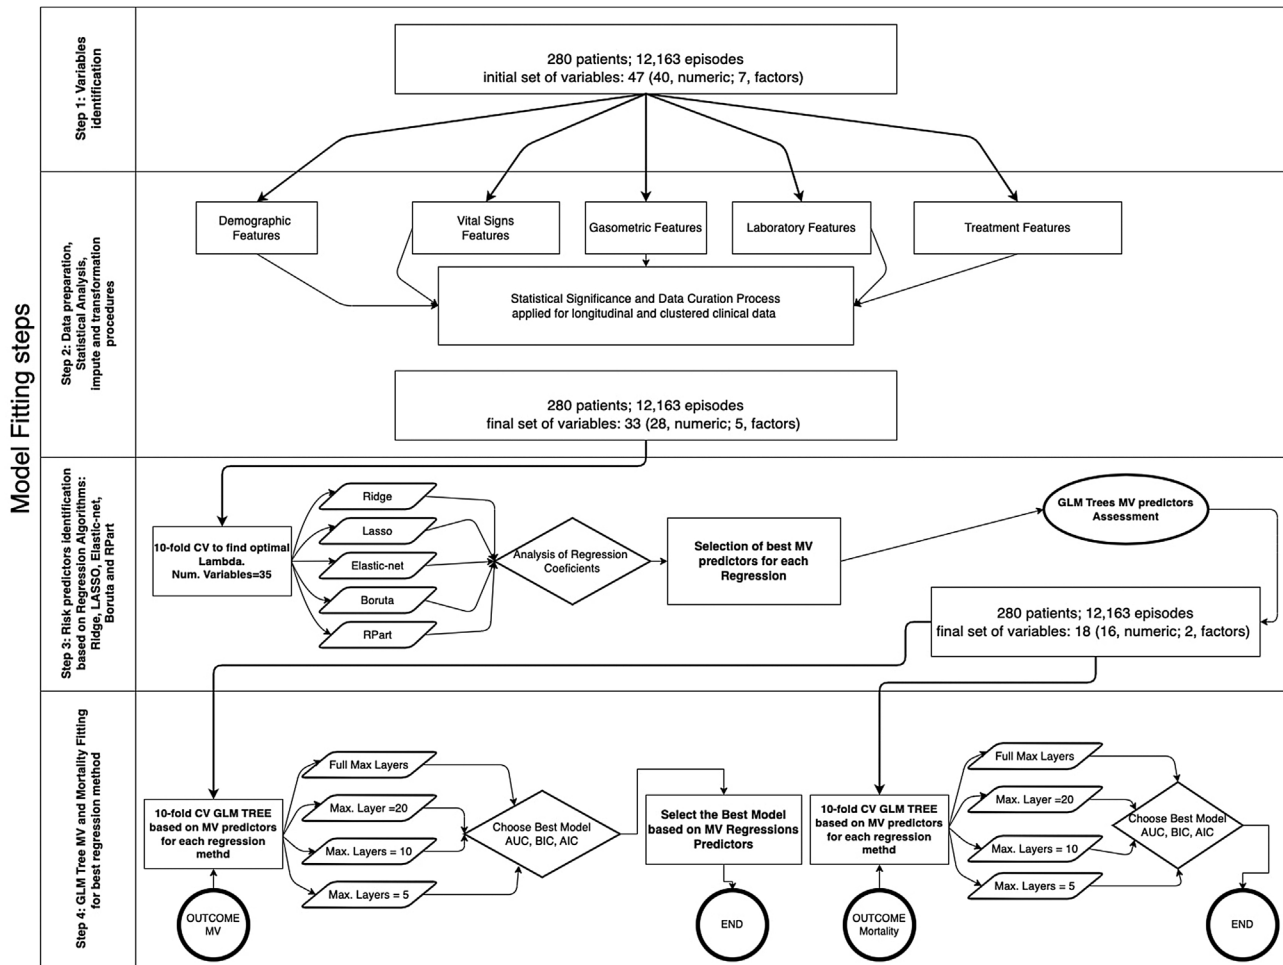 Model Fitting steps
Step 1: Variables
identification
280 patients; 12,163 episodes
initial set of variables: 47 (40, numeric; 7, factors)
Step 2: Data preparation,
Statistical Analysis,
impute and transformation
procedures
Demographic
Features
Vital Signs
Features
Gasometric Features
Laboratory Features
Treatment Features
Statistical Significance and Data Curation Process
applied for longitudinal and clustered clinical data
280 patients; 12,163 episodes
final set of variables: 33 (28, numeric; 5, factors)
Step 3: Risk predictors identification
based on Regression Algorithms:
Ridge, LASSO, Elastic-net,
Boruta and RPart
10-fold CV to find optimal
Lambda.
Num. Variables=35
Ridge
Lasso
Elastic-net
Boruta
RPart
Analysis of Regression
Coeficients
Selection of best MV
predictors for each
Regression
GLM Trees MV predictors
Assessment
280 patients; 12,163 episodes
final set of variables: 18 (16, numeric; 2, factors)
Step 4: GLM Tree MV and Mortality Fitting
for best regression method
10-fold CV GLM TREE
based on MV predictors
for each regression
methd
OUTCOME
MV
Full Max Layers
Max. Layer =20
Max. Layers = 10
Max. Layers = 5
Choose Best Model
AUC, BIC, AIC
Select the Best Model
based on MV Regressions
Predictors
END
10-fold CV GLM TREE
based on MV predictors
for each regression
methd
OUTCOME
Mortality
Full Max Layers
Max. Layer =20
Max. Layers = 10
Max. Layers = 5
Choose Best Model
AUC, BIC, AIC
END